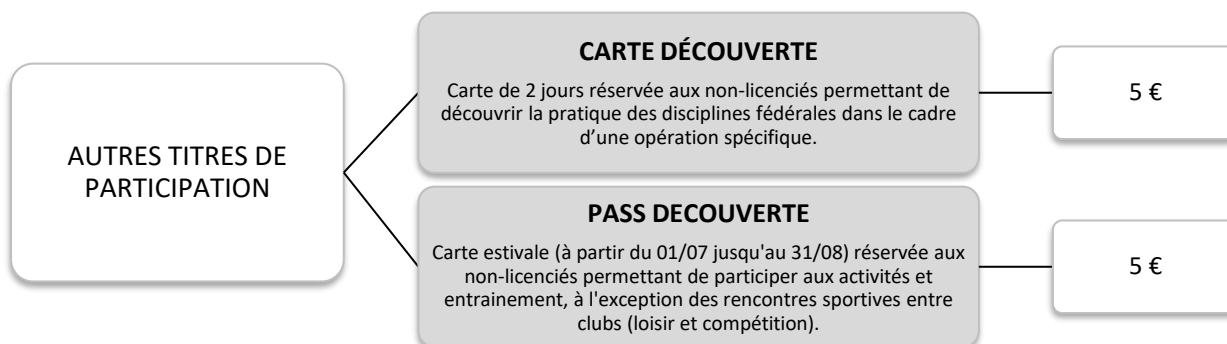 AUTRES TITRES DE
PARTICIPATION
CARTE DÉCOUVERTE
Carte de 2 jours réservée aux non-licenciés permettant de
découvrir la pratique des disciplines fédérales dans le cadre
d’une opération spécifique.
5 €
PASS DECOUVERTE
Carte estivale (à partir du 01/07 jusqu'au 31/08) réservée aux
non-licenciés permettant de participer aux activités et
entrainement, à l'exception des rencontres sportives entre
clubs (loisir et compétition).
5 €